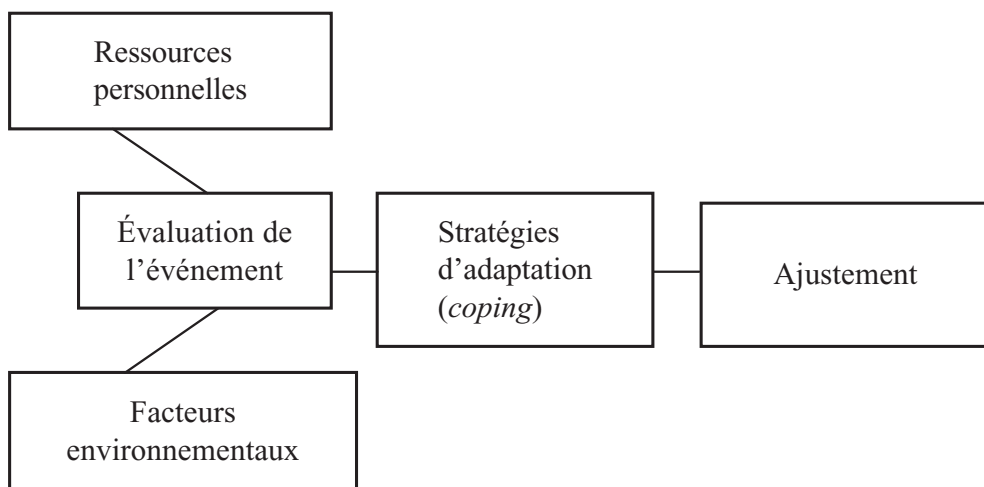 Ressources
personnelles
Évaluation de
l’événement
Stratégies
d’adaptation
(coping)
Ajustement
Facteurs
environnementaux